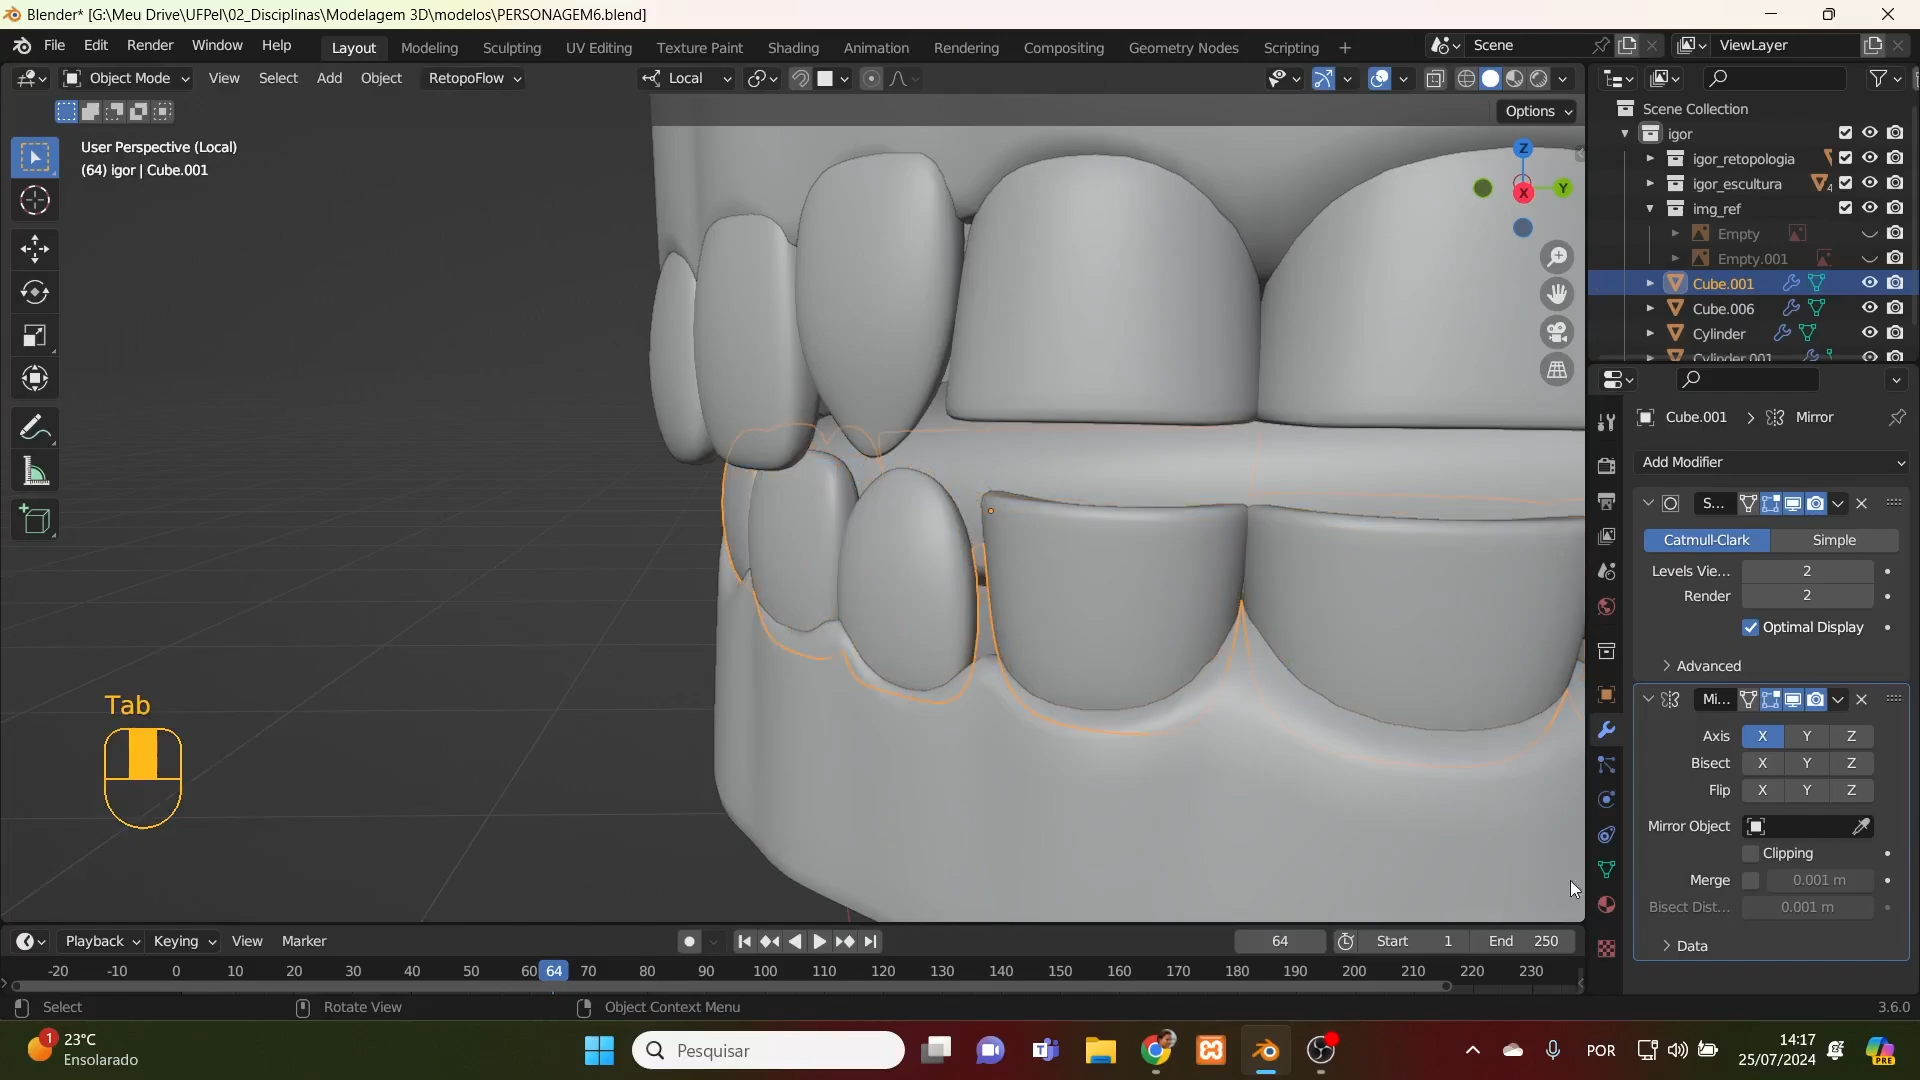 Blender* [G:\Meu Drive\UFPel\02_Disciplinas\Modelagem 3D\modelos\PERSONAGEM6.blend]
File Edit Render Window Help Layout Modeling Sculpting UV Editing Texture Paint Shading Animation Rendering Compositing Geometry Nodes Scripting + Scene ViewLayer
Object Mode View Select Add Object RetopoFlow Local
Options
User Perspective (Local)
(64) igor | Cube.001
Z
Y
X
Scene Collection
igor
igor_retopologia
igor_escultura 4
img_ref
Empty
Empty.001
Cube.001
Cube.006
Cylinder
Cylinder.001
Cube.001 > Mirror
Add Modifier
S...
Catmull-Clark Simple
Levels Vie... 2
Render 2
Optimal Display
Advanced
Mi...
Axis X Y Z
Bisect X Y Z
Flip X Y Z
Mirror Object
Clipping
Merge 0.001 m
Bisect Dist... 0.001 m
Data
Tab
Playback Keying View Marker 64 Start 1 End 250
-20 -10 0 10 20 30 40 50 60 64 70 80 90 100 110 120 130 140 150 160 170 180 190 200 210 220 230
Select Rotate View Object Context Menu 3.6.0
1 23°C
Ensolarado
Pesquisar
POR
14:17
25/07/2024
PRE